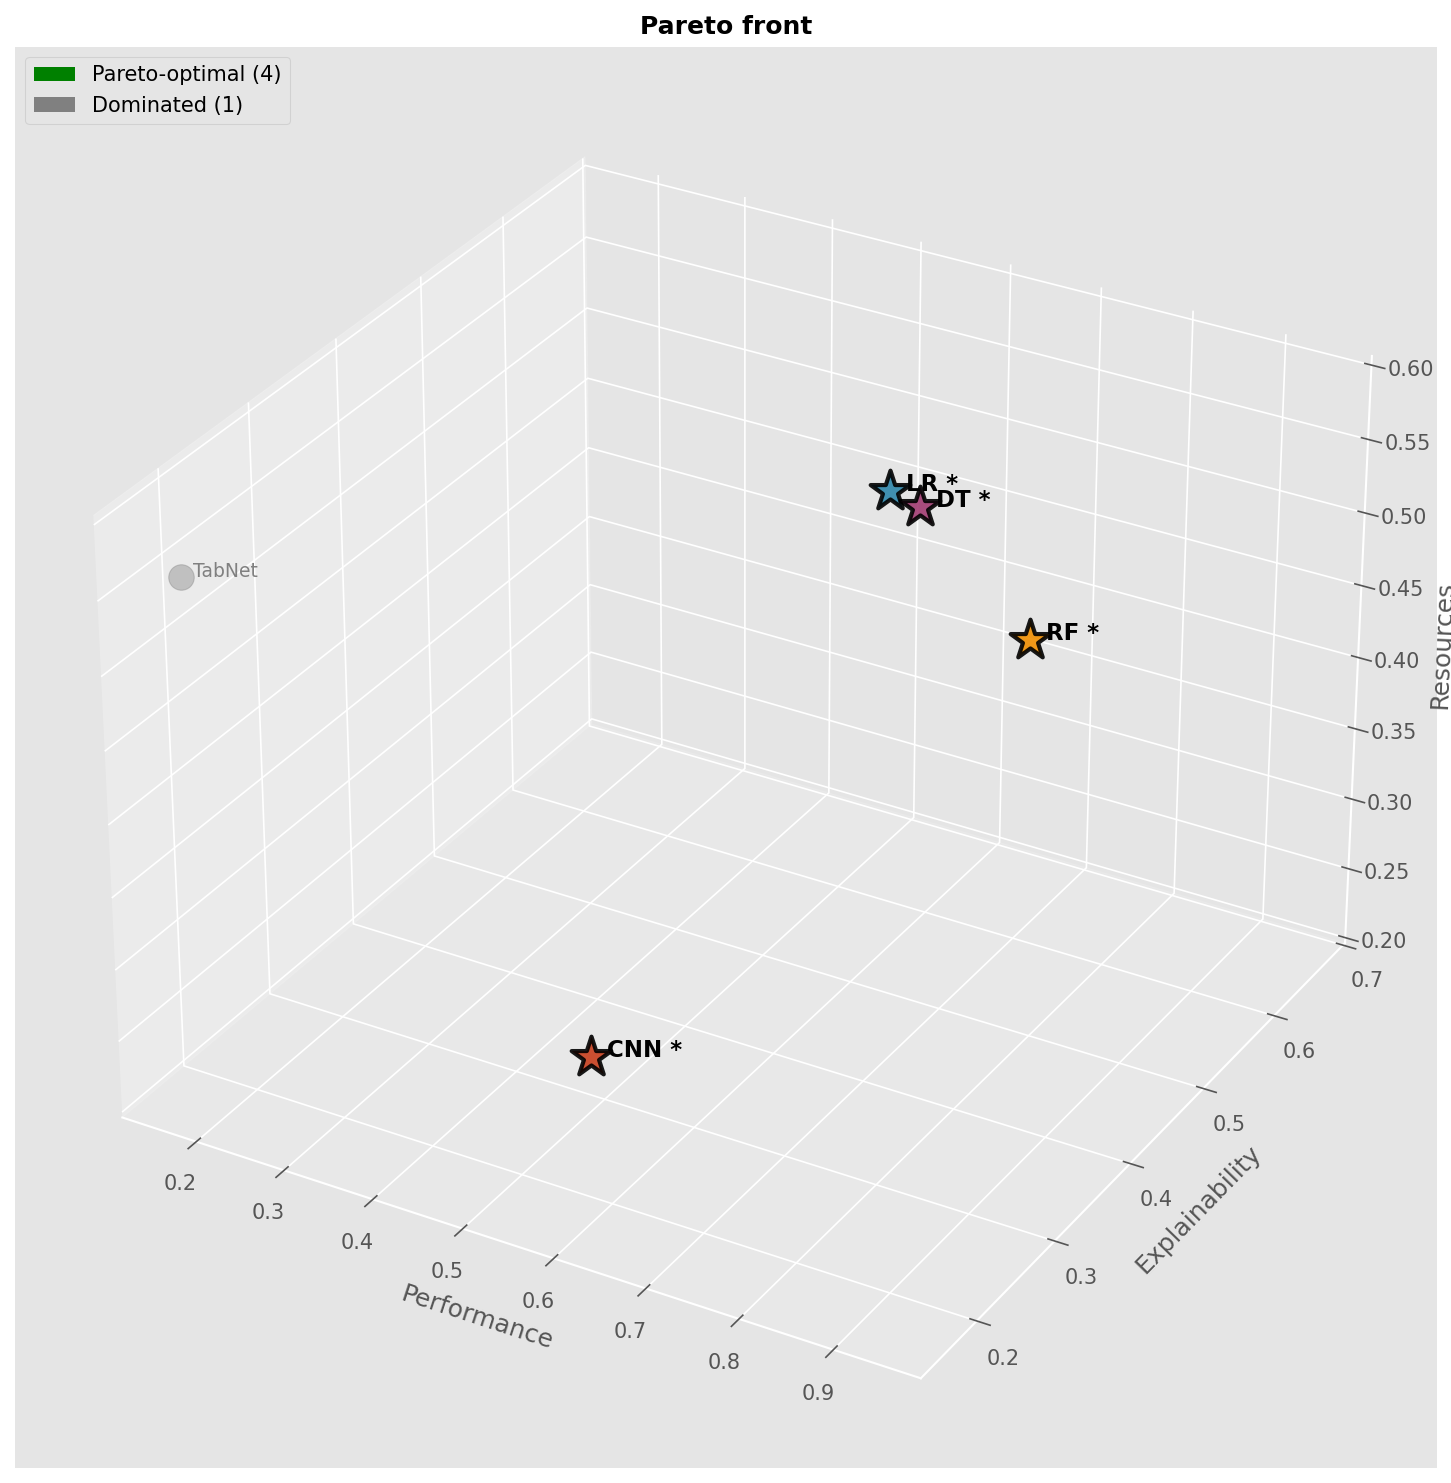 Pareto front
Pareto-optimal (4)
Dominated (1)
LR *
DT *
TabNet
RF *
CNN *
0.60
0.55
0.50
0.45
0.40
0.35
0.30
0.25
0.20
Resources
0.7
0.6
0.5
0.4
0.3
0.2
Explainability
0.2
0.3
0.4
0.5
0.6
0.7
0.8
0.9
Performance